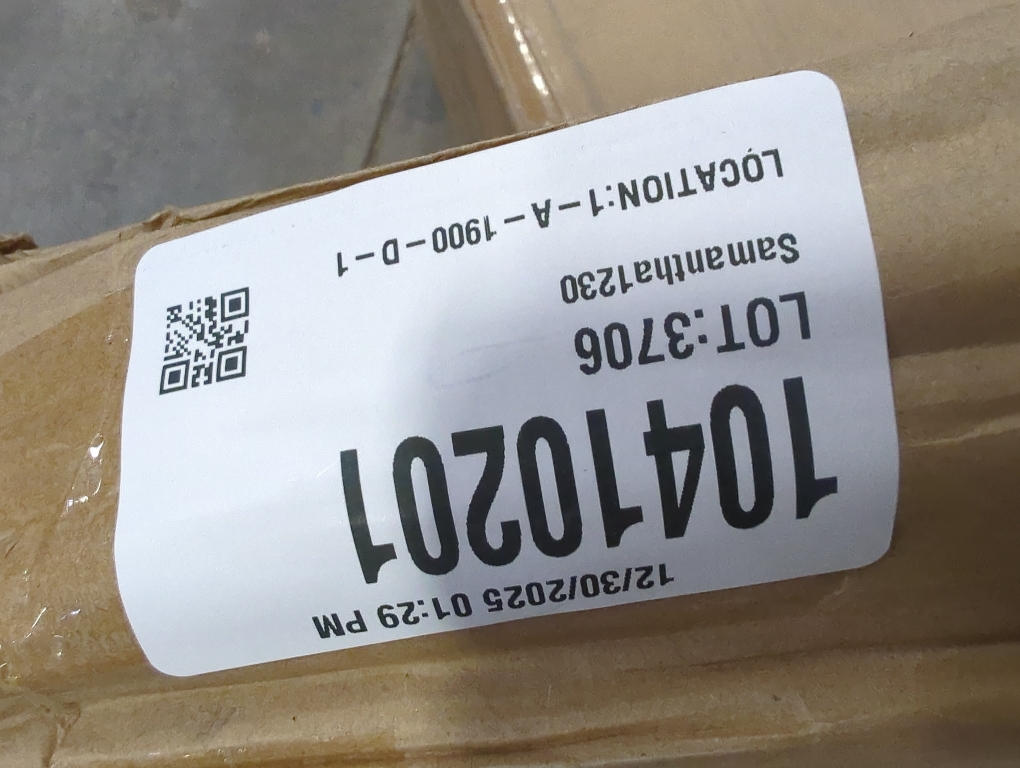 12/30/2025 01:29 PM
10410201
LOT:3706
Samantha1230
LOCATION:1-A-1900-D-1